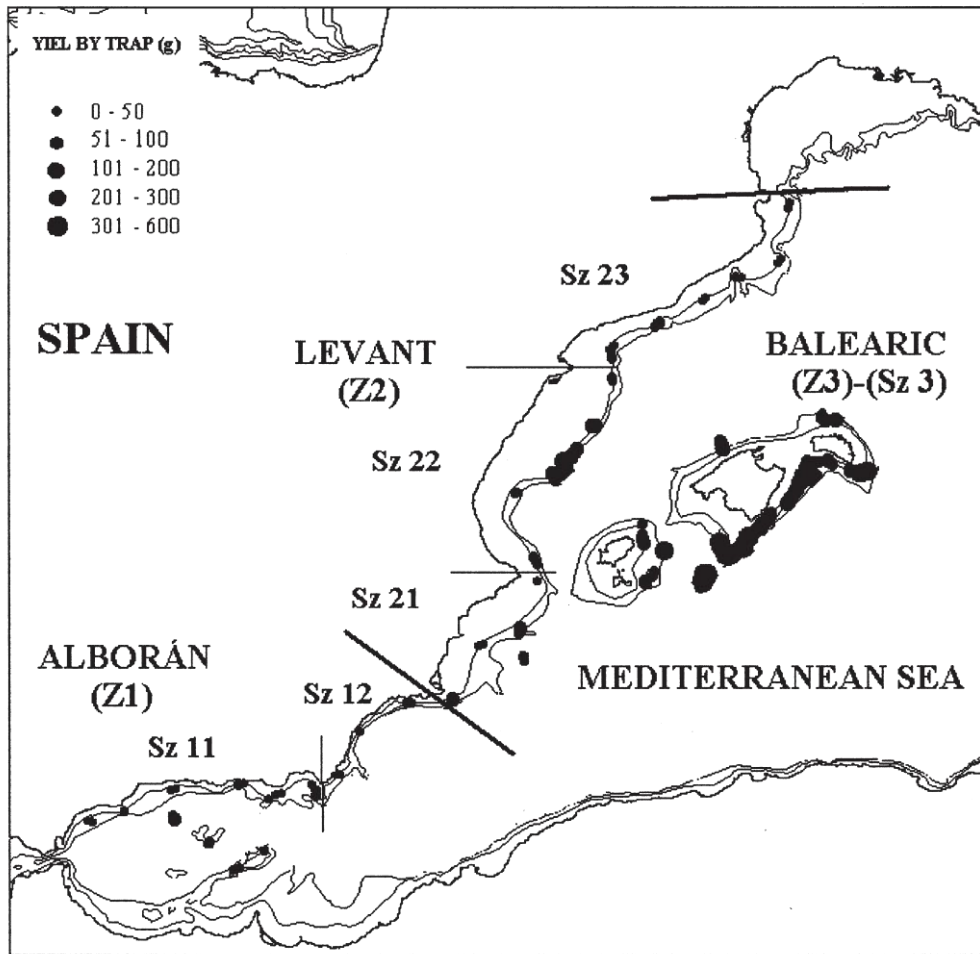 YIEL BY TRAP (g)
0 - 50
51 - 100
101 - 200
201 - 300
301 - 600
Sz 23
SPAIN
LEVANT
(Z2)
BALEARIC
(Z3)-(Sz 3)
Sz 22
Sz 21
ALBORÁN
(Z1)
Sz 12
MEDITERRANEAN SEA
Sz 11